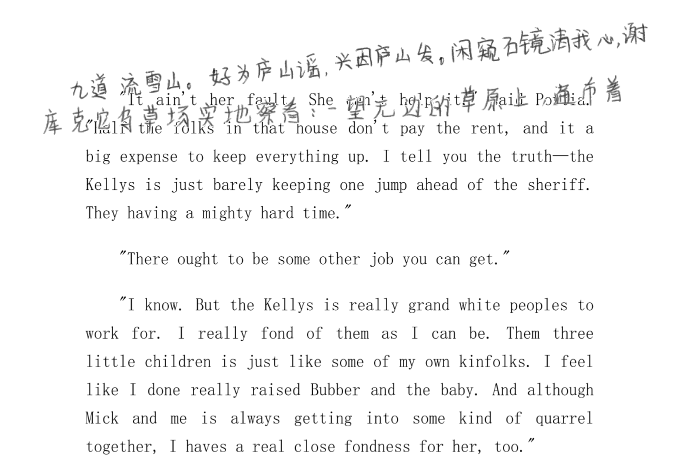 九道流雪山。好为庐山谣,兴因庐山发。闲窥石镜清我心,谢
"It ain't her fault. She can't help it," said Portia.
库克它乌草场实地察看:一望无边的草原上,遍布着
"Half the folks in that house don't pay the rent, and it a
big expense to keep everything up. I tell you the truth—the
Kellys is just barely keeping one jump ahead of the sheriff.
They having a mighty hard time."
"There ought to be some other job you can get."
"I know. But the Kellys is really grand white peoples to
work for. I really fond of them as I can be. Them three
little children is just like some of my own kinfolks. I feel
like I done really raised Bubber and the baby. And although
Mick and me is always getting into some kind of quarrel
together, I haves a real close fondness for her, too."